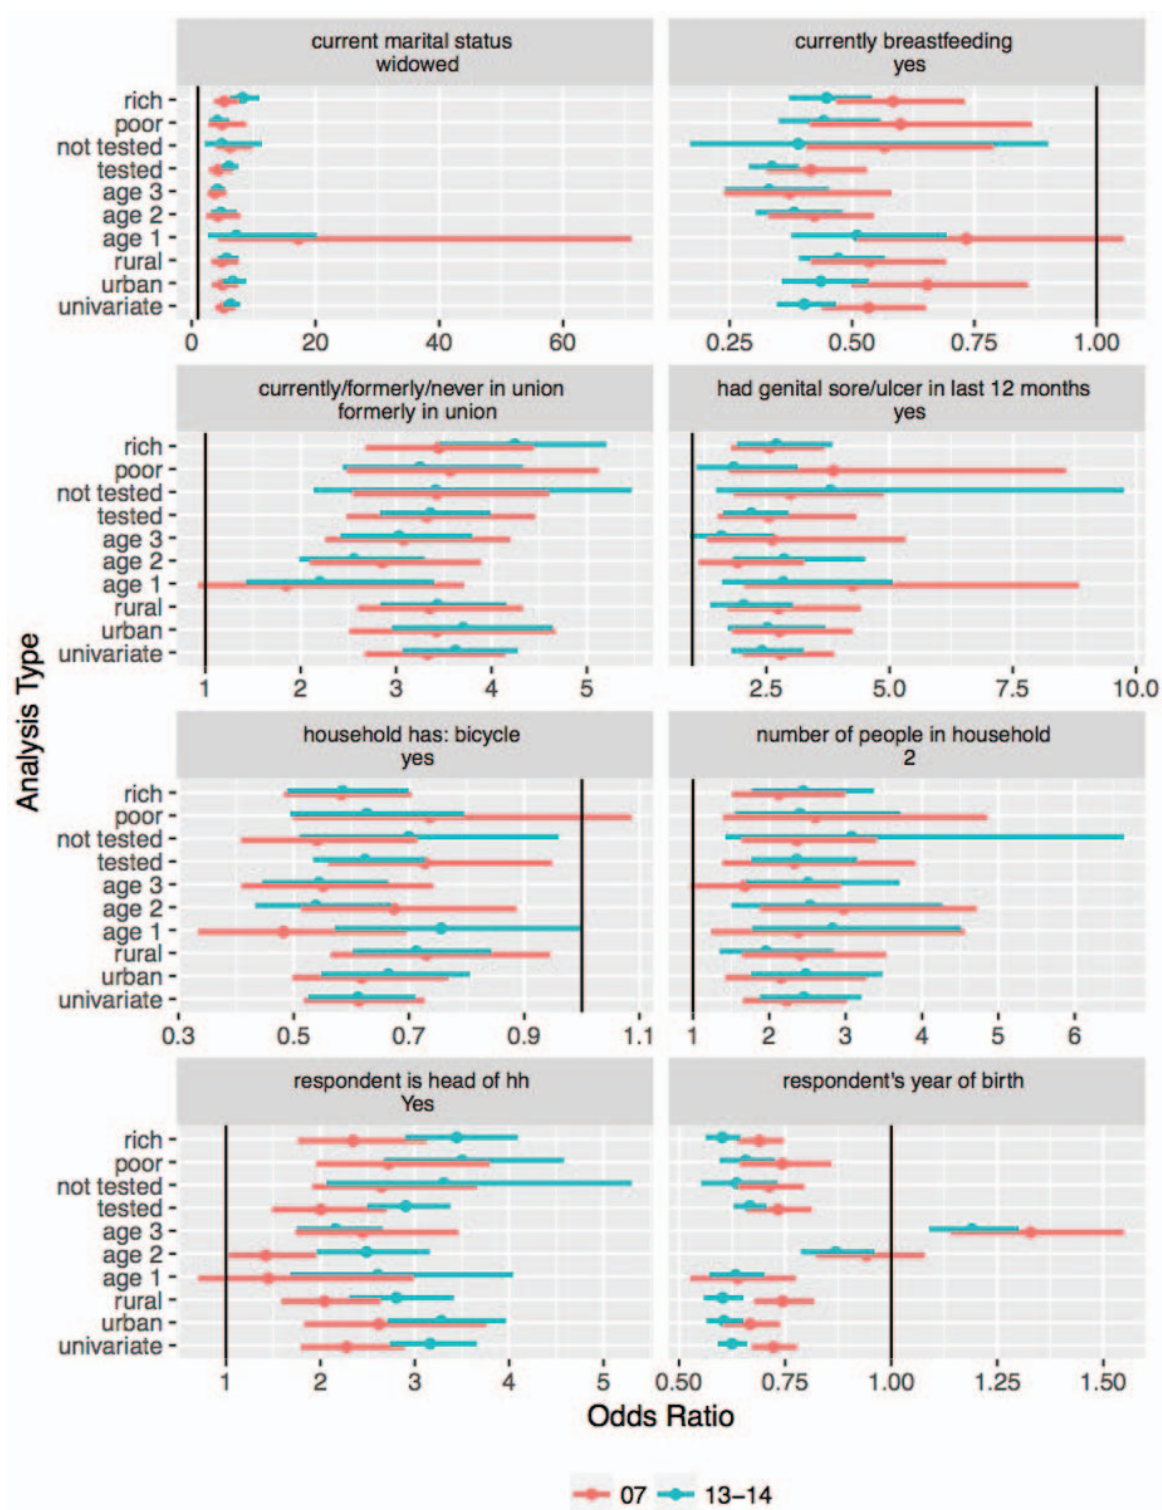 current marital status
widowed
currently breastfeeding
yes
rich
poor
not tested
tested
age 3
age 2
age 1
rural
urban
univariate
0 20 40 60
0.25 0.50 0.75 1.00
currently/formerly/never in union
formerly in union
had genital sore/ulcer in last 12 months
yes
rich
poor
not tested
tested
age 3
age 2
age 1
rural
urban
univariate
1 2 3 4 5
2.5 5.0 7.5 10.0
Analysis Type
household has: bicycle
yes
number of people in household
2
rich
poor
not tested
tested
age 3
age 2
age 1
rural
urban
univariate
0.3 0.5 0.7 0.9 1.1
1 2 3 4 5 6
respondent is head of hh
Yes
respondent's year of birth
rich
poor
not tested
tested
age 3
age 2
age 1
rural
urban
univariate
1 2 3 4 5
0.50 0.75 1.00 1.25 1.50
Odds Ratio
07 13-14